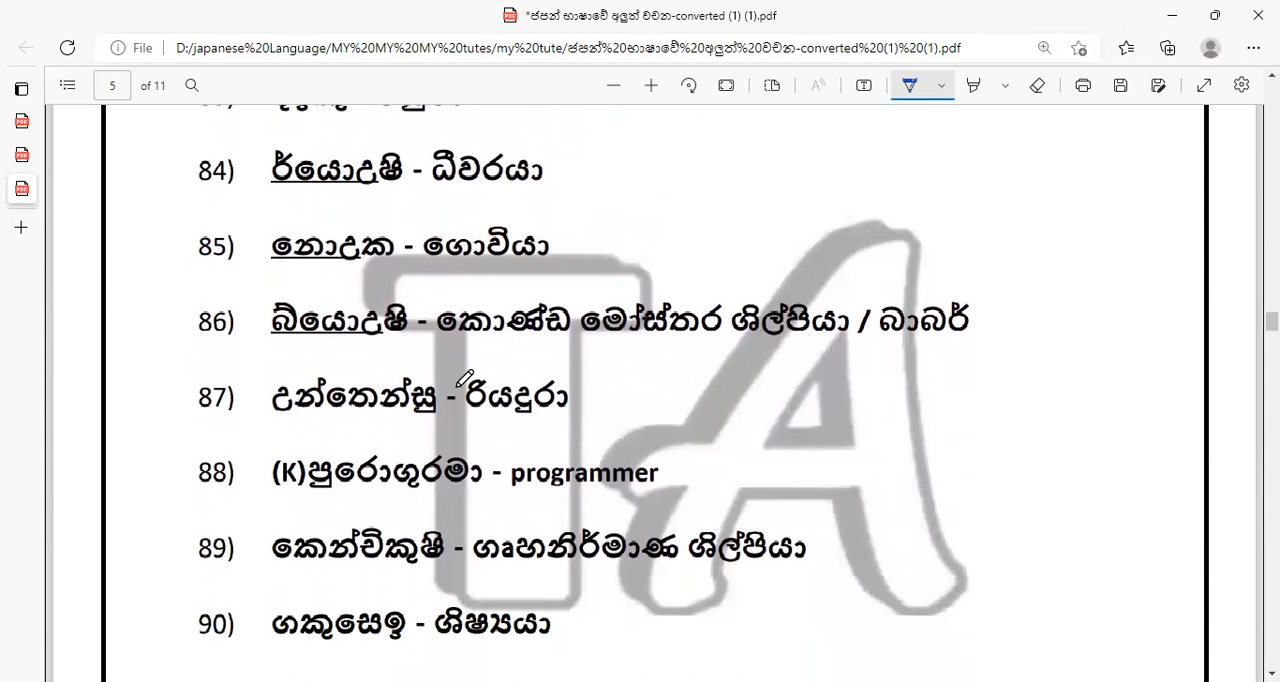 *ජපන් භාෂාවේ අලුත් වචන-converted (1) (1).pdf
File D:/japanese%20Language/MY%20MY%20MY%20tutes/my%20tute/ජපන්%20භාෂාවේ%20අලුත්%20වචන-converted%20(1)%20(1).pdf
5 of 11
84) ර්යොඋෂි - ධීවරයා
85) නොඋක - ගොවියා
86) බ්යොඋෂි - කොණ්ඩ මෝස්තර ශිල්පියා / බාබර්
87) උන්තෙන්සු - රියදුරා
88) (K)පුරොගුරමා - programmer
89) කෙන්චිකුෂි - ගෘහනිර්මාණ ශිල්පියා
90) ගකුසෙඉ - ශිෂ්‍යයා
TA